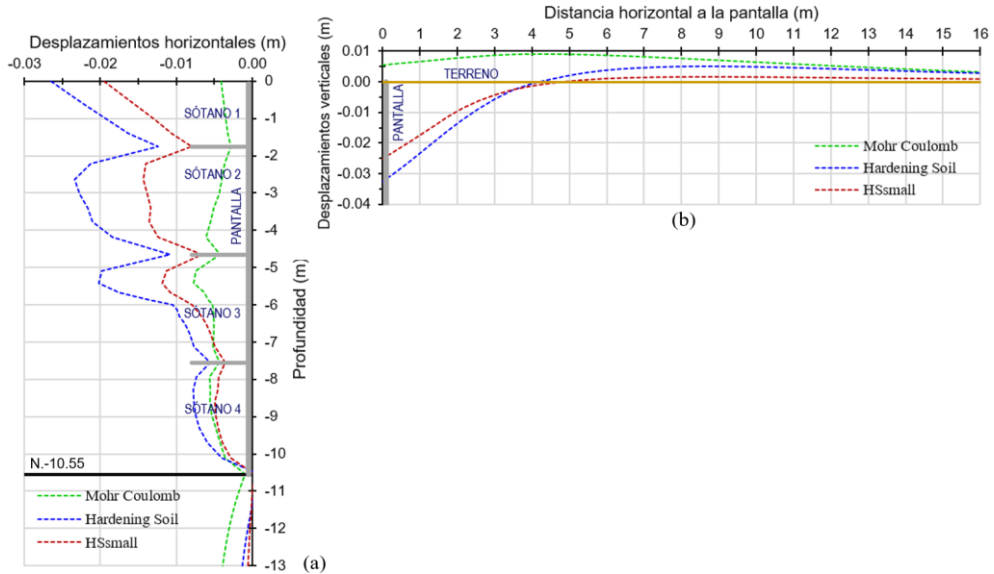 Desplazamientos horizontales (m)
-0.03 -0.02 -0.01 0.00
0
-1
-2
-3
-4
-5
-6
-7
-8
-9
-10
-11
-12
-13
Profundidad (m)
SÓTANO 1
SÓTANO 2
PANTALLA
SÓTANO 3
SÓTANO 4
N.-10.55
Mohr Coulomb
Hardening Soil
HSsmall
(a)
Distancia horizontal a la pantalla (m)
0 1 2 3 4 5 6 7 8 9 10 11 12 13 14 15 16
Desplazamientos verticales (m)
0.01
0.00
-0.01
-0.02
-0.03
-0.04
TERRENO
PANTALLA
Mohr Coulomb
Hardening Soil
HSsmall
(b)